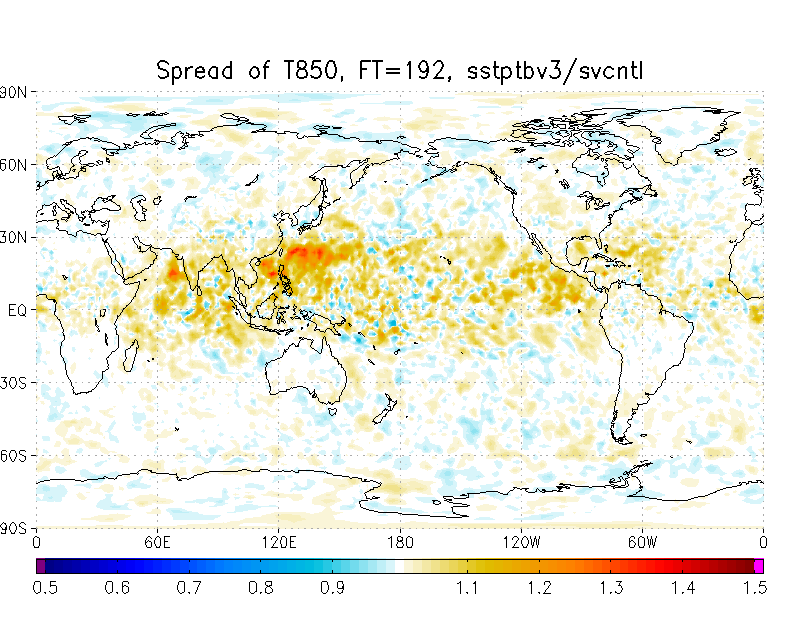 Spread of T850, FT=192, sstptbv3/svcntl
90N
60N
30N
EQ
30S
60S
90S
0 60E 120E 180 120W 60W 0
0.5 0.6 0.7 0.8 0.9 1.1 1.2 1.3 1.4 1.5